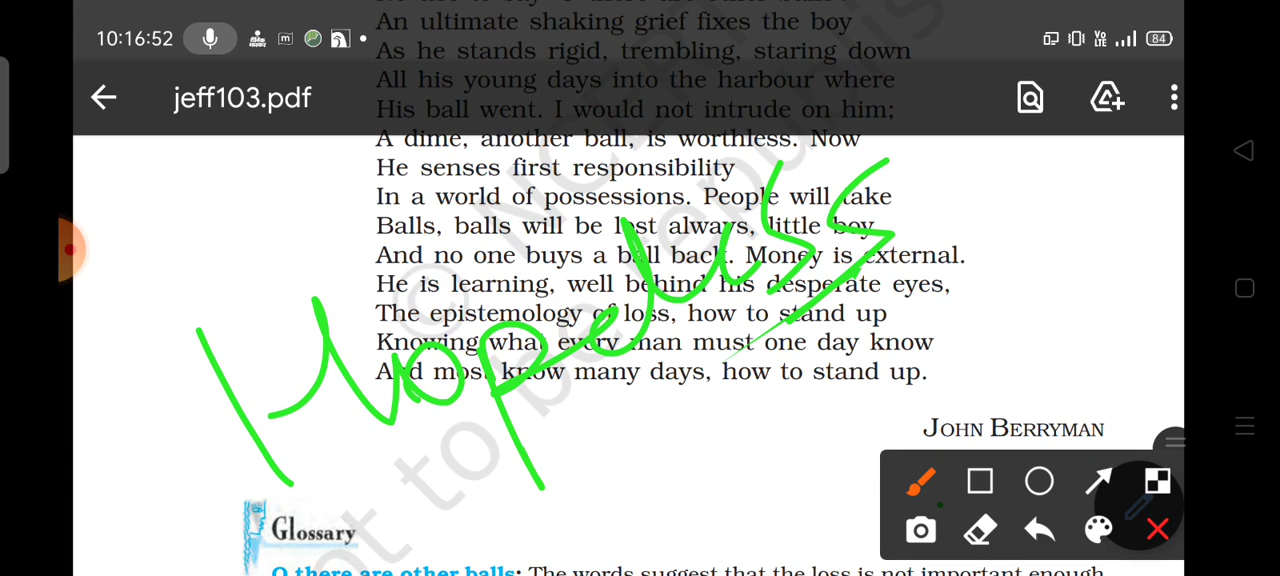 10:16:52
84
jeff103.pdf
An ultimate shaking grief fixes the boy
As he stands rigid, trembling, staring down
All his young days into the harbour where
His ball went. I would not intrude on him;
A dime, another ball, is worthless. Now
He senses first responsibility
In a world of possessions. People will take
Balls, balls will be lost always, little boy,
And no one buys a ball back. Money is external.
He is learning, well behind his desperate eyes,
The epistemology of loss, how to stand up
Knowing what every man must one day know
And most know many days, how to stand up.
Hopeless
JOHN BERRYMAN
Glossary
O there are other balls: The words suggest that the loss is not important enough